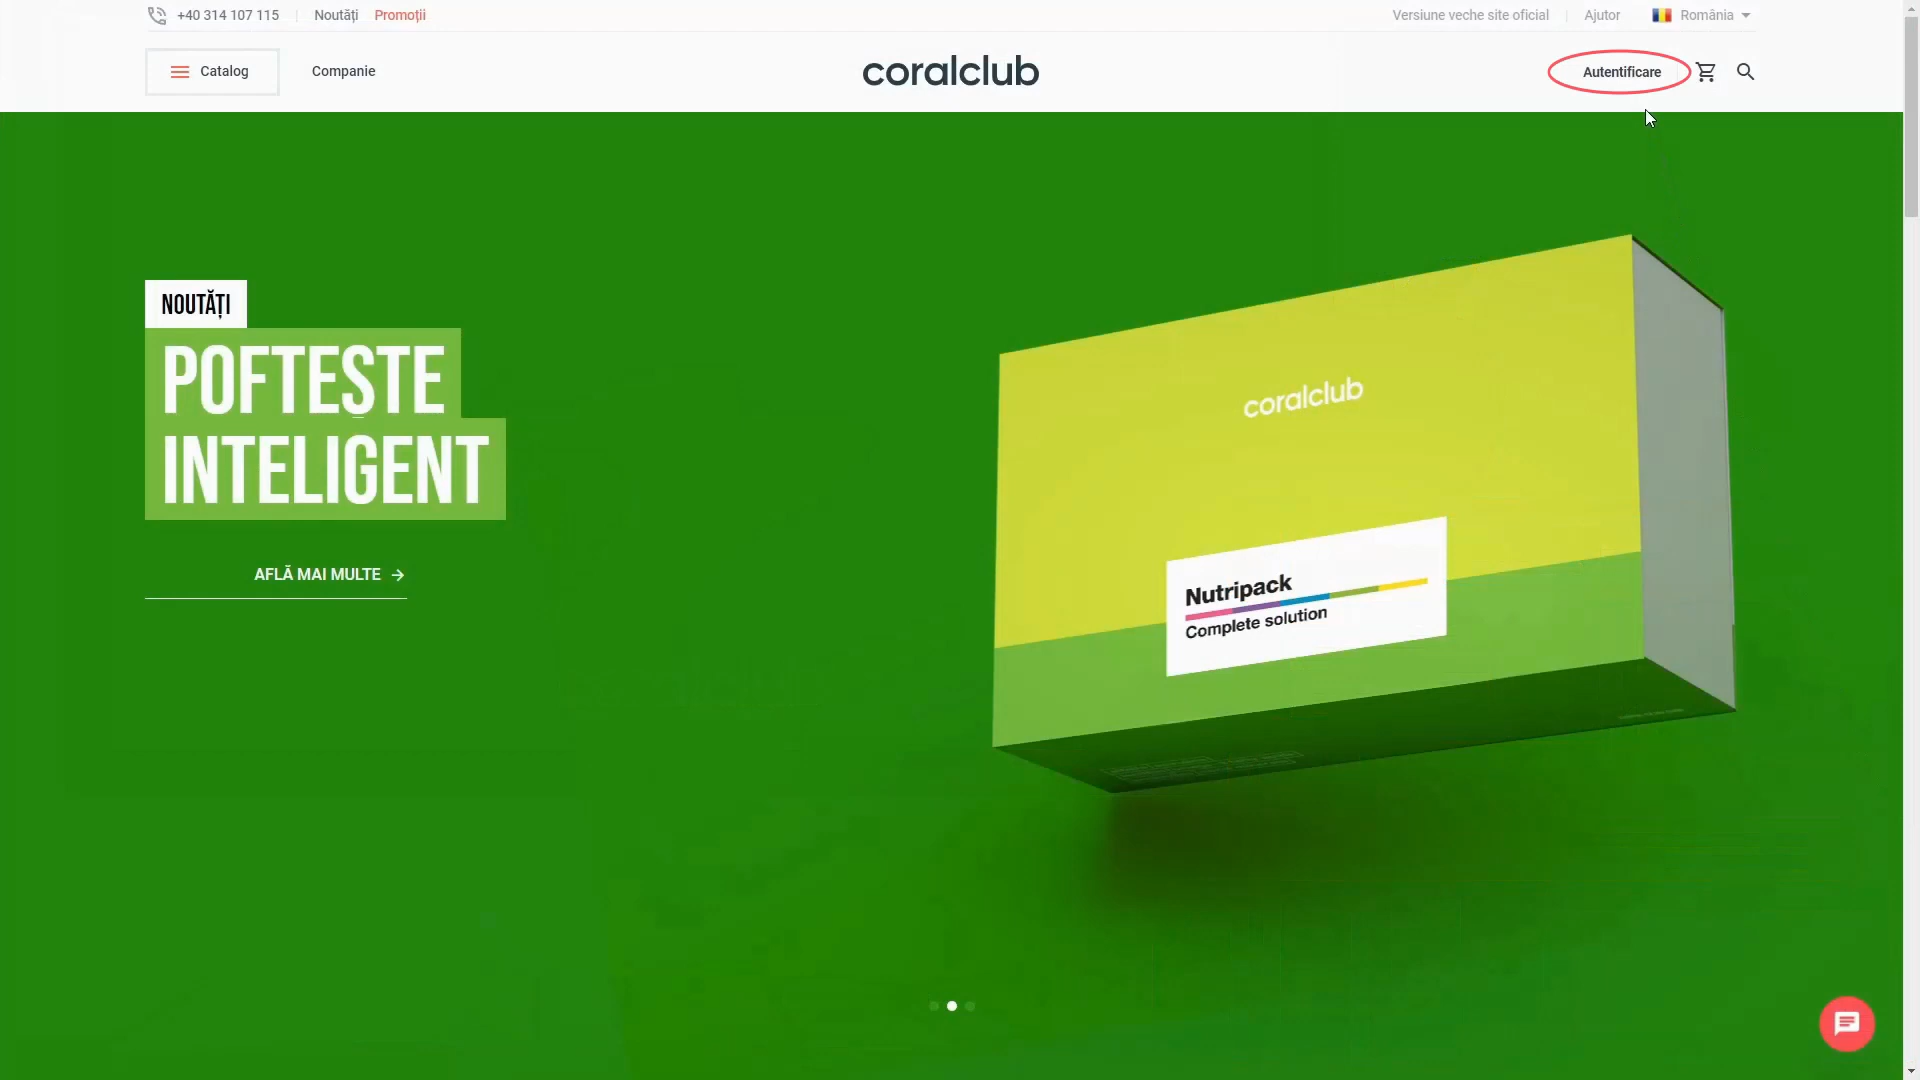 +40 314 107 115
Noutăți
Promoții
Versiune veche site oficial
Ajutor
România
Catalog
Companie
coralclub
Autentificare
NOUTĂȚI
POFTEȘTE
INTELIGENT
AFLĂ MAI MULTE
coralclub
Nutripack
Complete solution